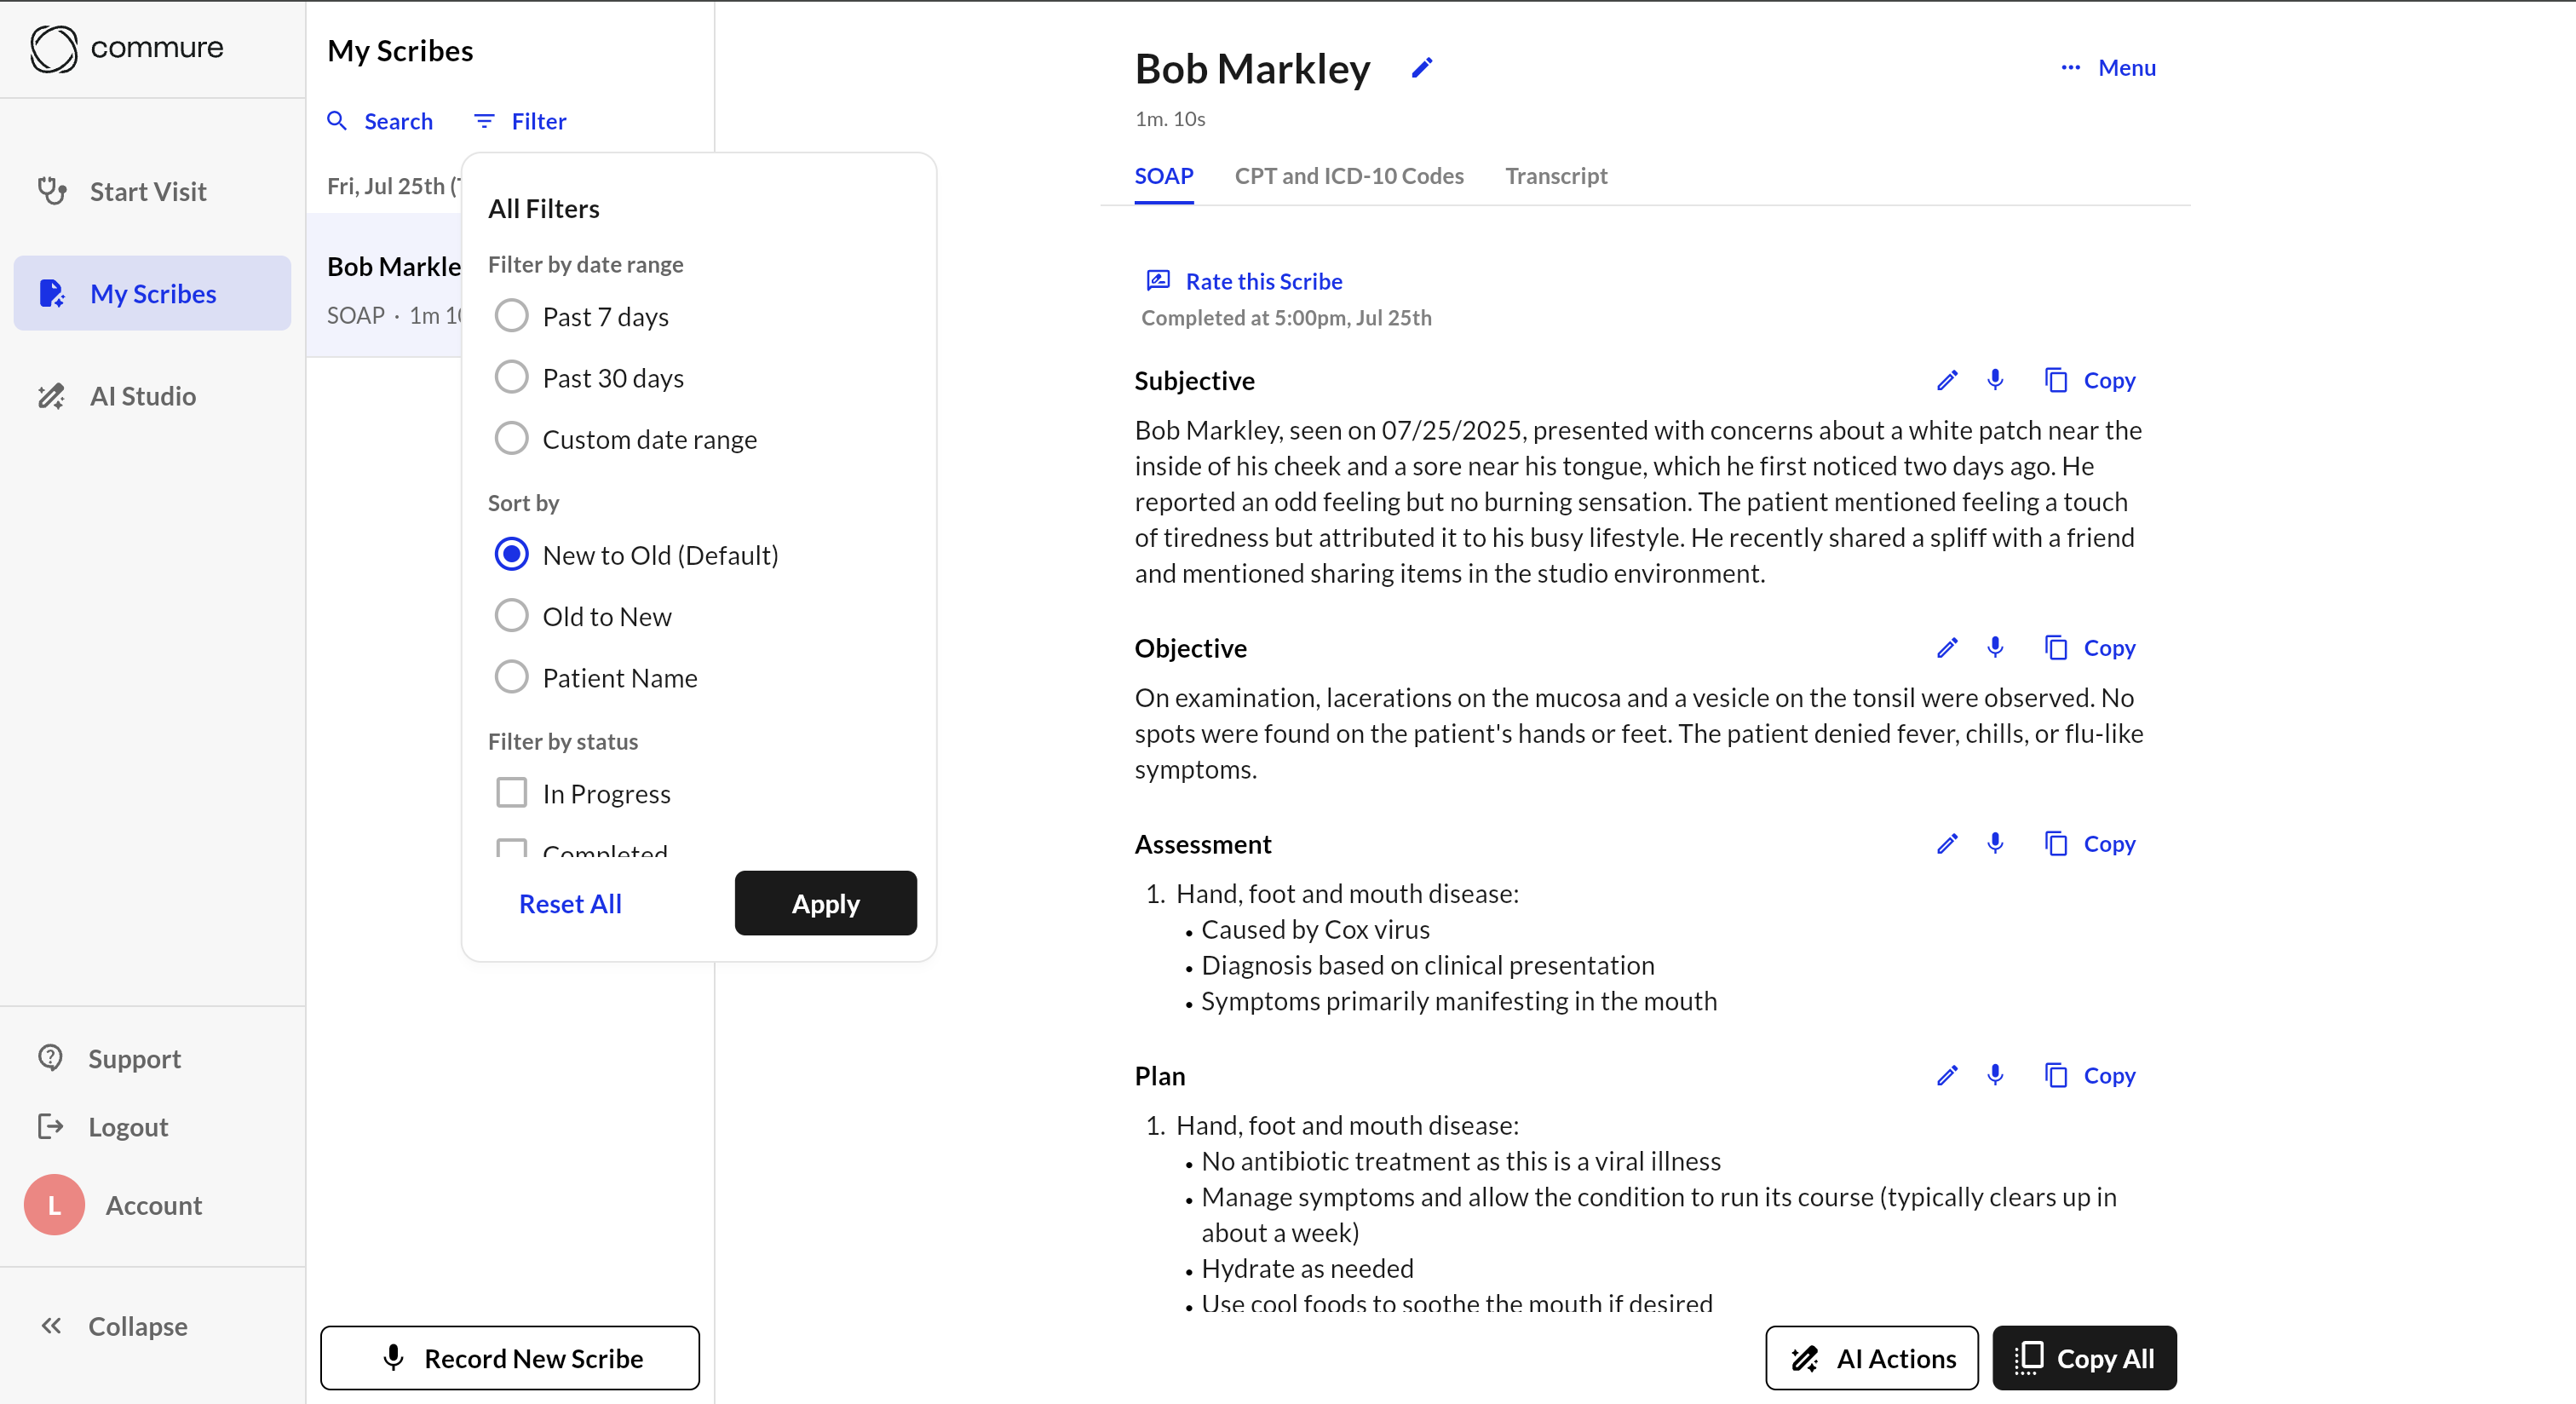 commure
Start Visit
My Scribes
AI Studio
Support
Logout
L
Account
Collapse
My Scribes
Search
Filter
Fri, Jul 25th (
Bob Markle
SOAP · 1m 1
All Filters
Filter by date range
Past 7 days
Past 30 days
Custom date range
Sort by
New to Old (Default)
Old to New
Patient Name
Filter by status
In Progress
Completed
Reset All
Apply
Record New Scribe
Bob Markley
Menu
1m. 10s
SOAP
CPT and ICD-10 Codes
Transcript
Rate this Scribe
Completed at 5:00pm, Jul 25th
Subjective
Copy
Bob Markley, seen on 07/25/2025, presented with concerns about a white patch near the
inside of his cheek and a sore near his tongue, which he first noticed two days ago. He
reported an odd feeling but no burning sensation. The patient mentioned feeling a touch
of tiredness but attributed it to his busy lifestyle. He recently shared a spliff with a friend
and mentioned sharing items in the studio environment.
Objective
Copy
On examination, lacerations on the mucosa and a vesicle on the tonsil were observed. No
spots were found on the patient's hands or feet. The patient denied fever, chills, or flu-like
symptoms.
Assessment
Copy
1. Hand, foot and mouth disease:
• Caused by Cox virus
• Diagnosis based on clinical presentation
• Symptoms primarily manifesting in the mouth
Plan
Copy
1. Hand, foot and mouth disease:
• No antibiotic treatment as this is a viral illness
• Manage symptoms and allow the condition to run its course (typically clears up in
about a week)
• Hydrate as needed
• Use cool foods to soothe the mouth if desired
AI Actions
Copy All